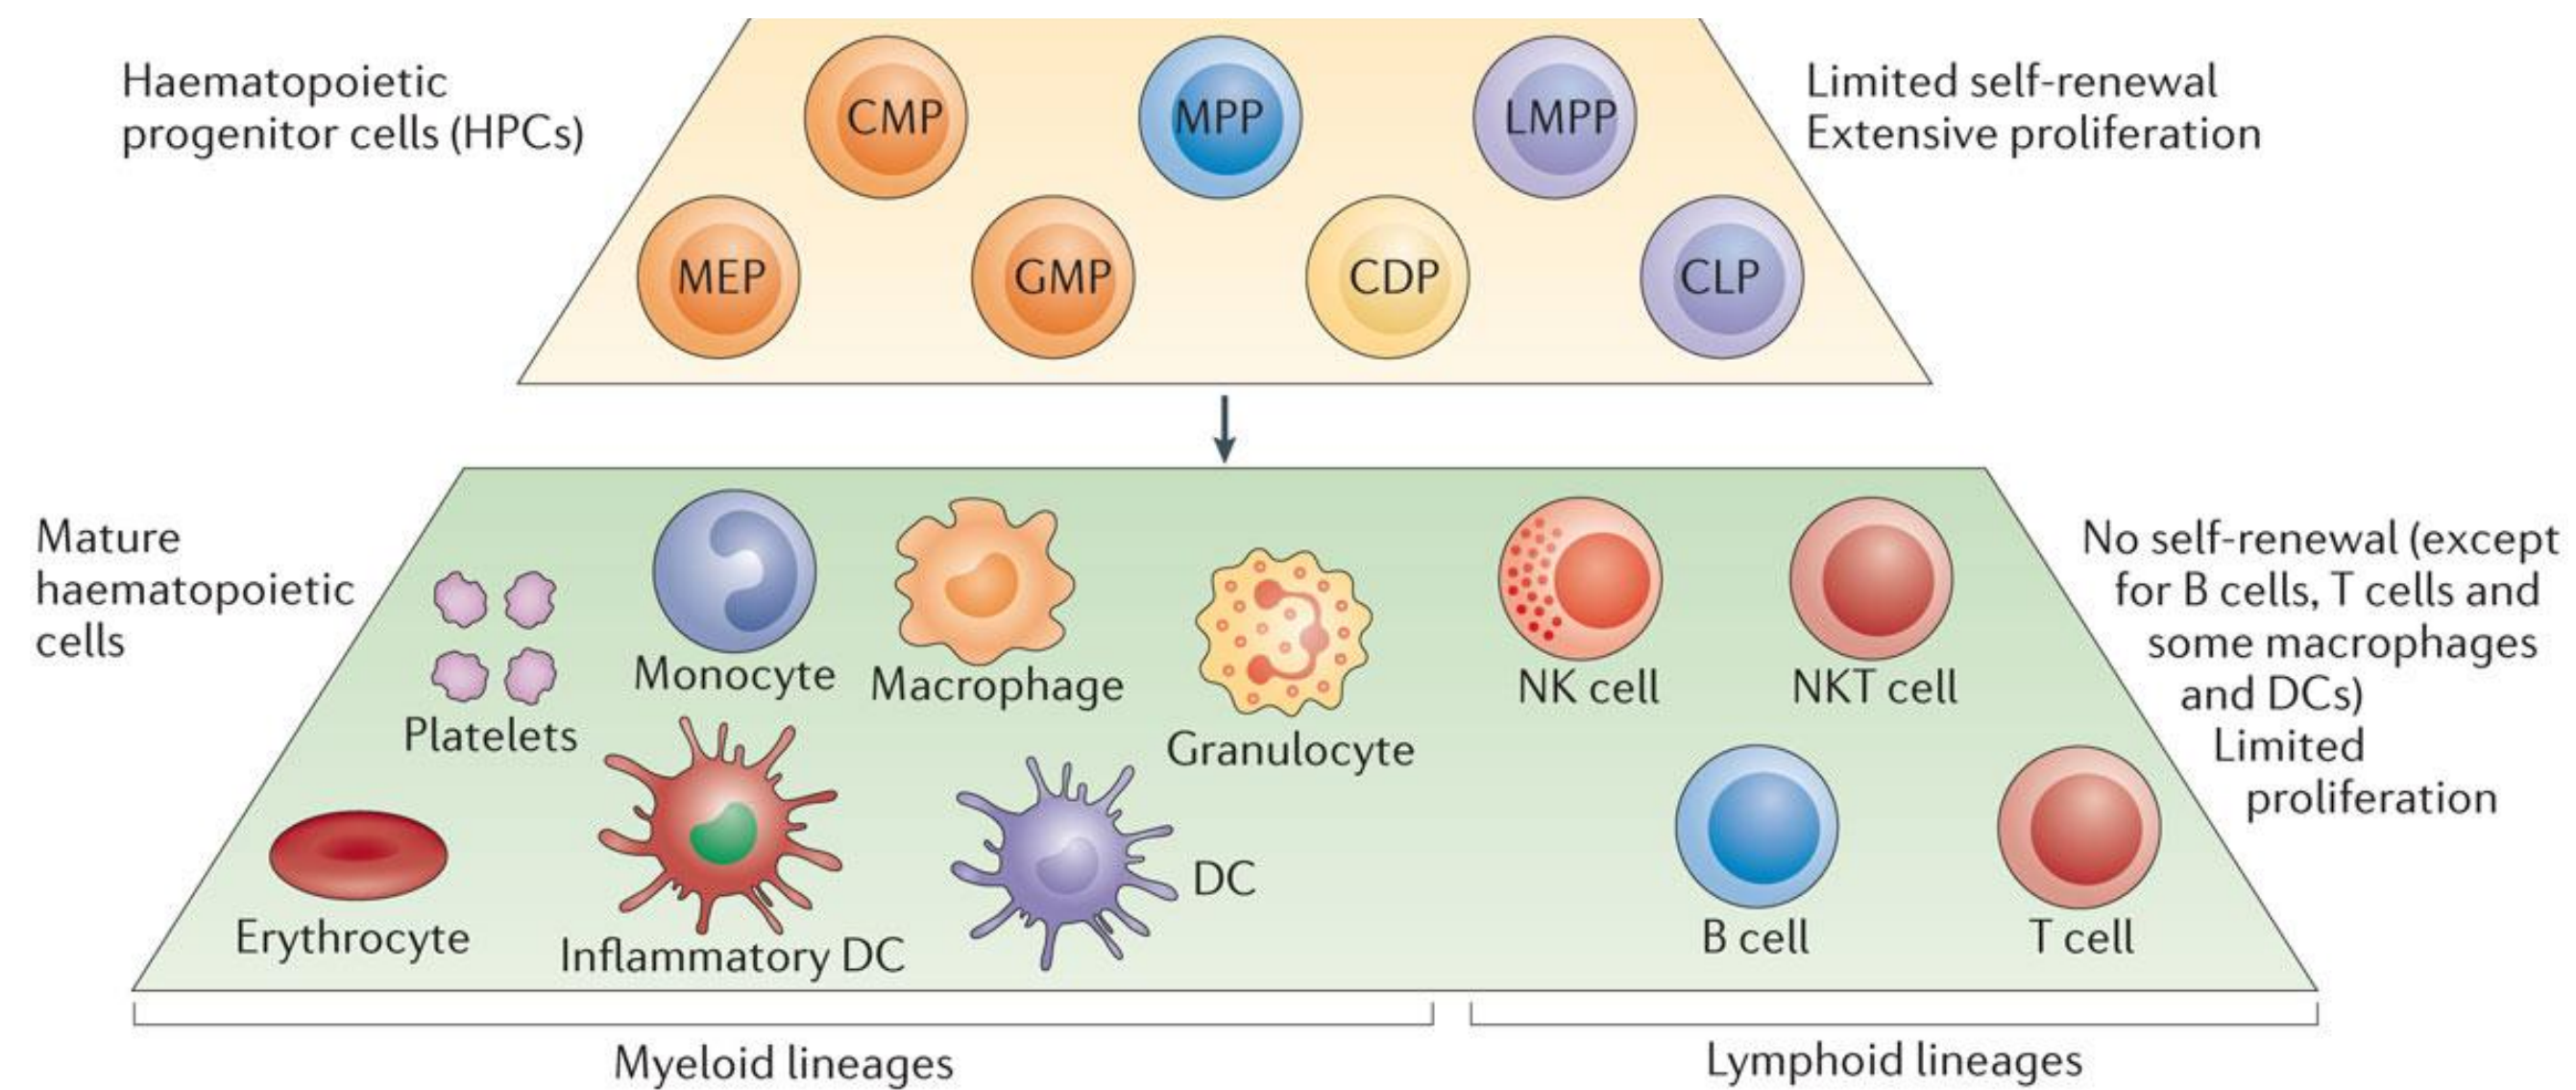 Haematopoietic
progenitor cells (HPCs)
CMP
MPP
LMPP
MEP
GMP
CDP
CLP
Limited self-renewal
Extensive proliferation
Mature
haematopoietic
cells
Platelets
Monocyte
Macrophage
Granulocyte
NK cell
NKT cell
Erythrocyte
Inflammatory DC
DC
B cell
T cell
No self-renewal (except
for B cells, T cells and
some macrophages
and DCs)
Limited
proliferation
Myeloid lineages
Lymphoid lineages